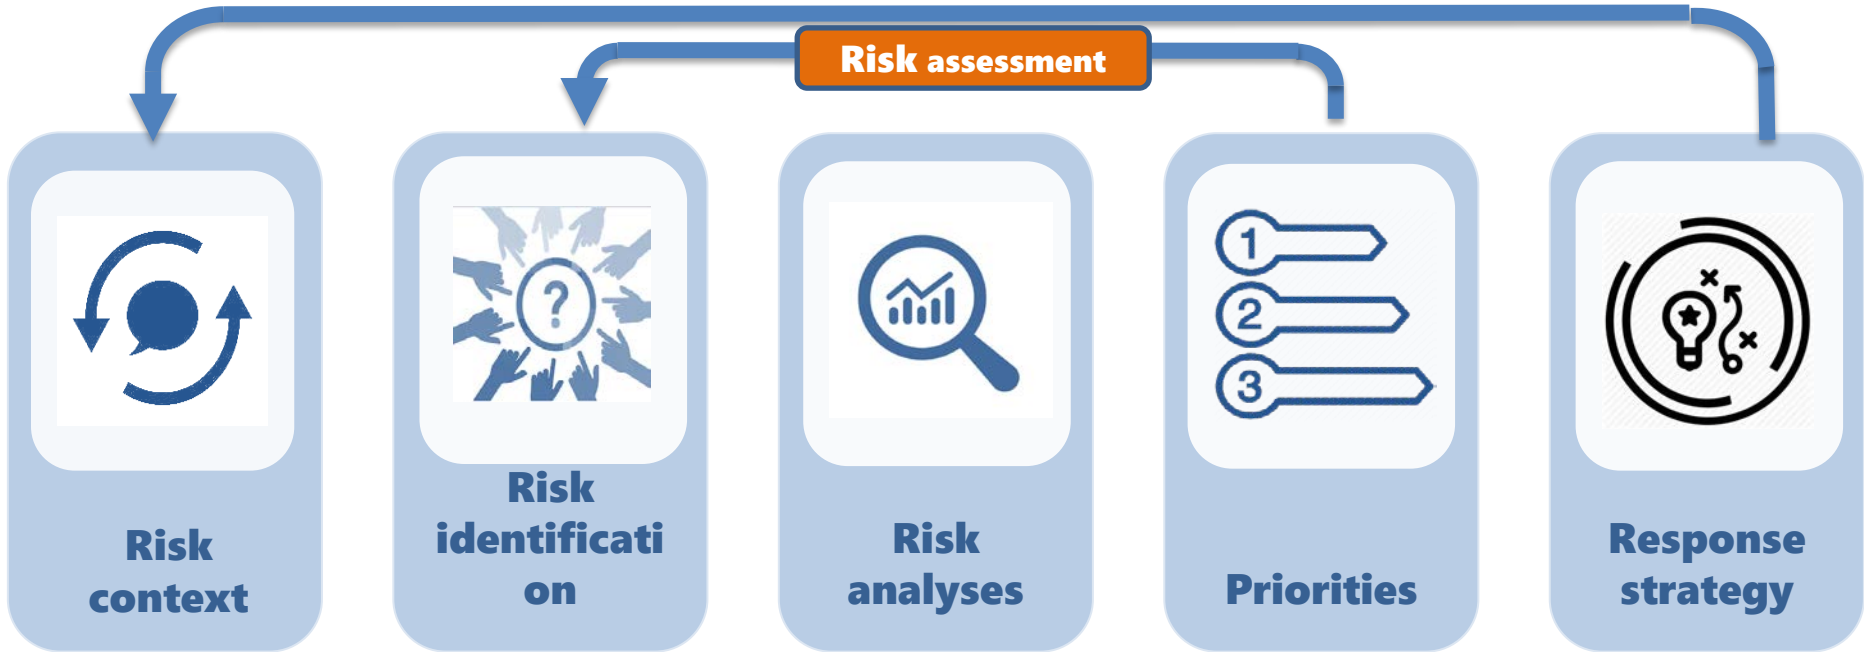 Risk assessment
?
1
2
3
Risk
context
Risk
identificati
on
Risk
analyses
Priorities
Response
strategy